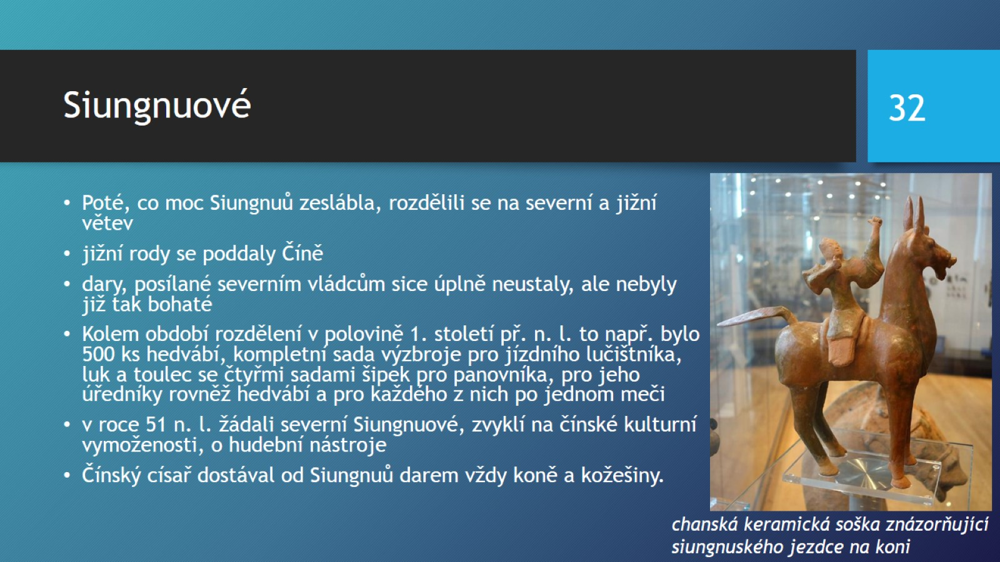 Siungnuové
32
• Poté, co moc Siungnuů zeslábla, rozdělili se na severní a jižní
větev
• jižní rody se poddaly Číně
• dary, posílané severním vládcům sice úplně neustaly, ale nebyly
již tak bohaté
• Kolem období rozdělení v polovině 1. století př. n. l. to např. bylo
500 ks hedvábí, kompletní sada výzbroje pro jízdního lučištníka,
luk a toulec se čtyřmi sadami šipek pro panovníka, pro jeho
úředníky rovněž hedvábí a pro každého z nich po jednom meči
• v roce 51 n. l. žádali severní Siungnuové, zvyklí na čínské kulturní
vymoženosti, o hudební nástroje
• Čínský císař dostával od Siungnuů darem vždy koně a kožešiny.
chanská keramická soška znázorňující
siungnuského jezdce na koni